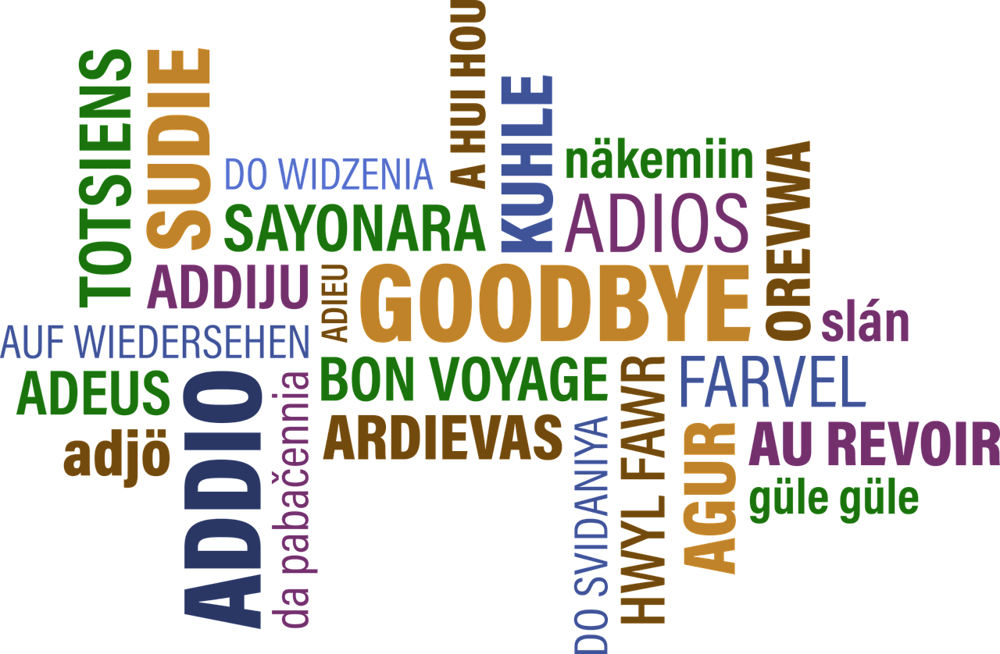 A HUI HOU
TOTSIENS
SUDIE
KUHLE
näkemiin
OREVWA
DO WIDZENIA
ADIOS
SAYONARA
ADDIJU
ADIEU
GOODBYE
slán
AUF WIEDERSEHEN
BON VOYAGE
HWYL FAWR
FARVEL
ADEUS
ADDIO
da pabačennia
ARDIEVAS
DO SVIDANIYA
AGUR
AU REVOIR
adjö
güle güle